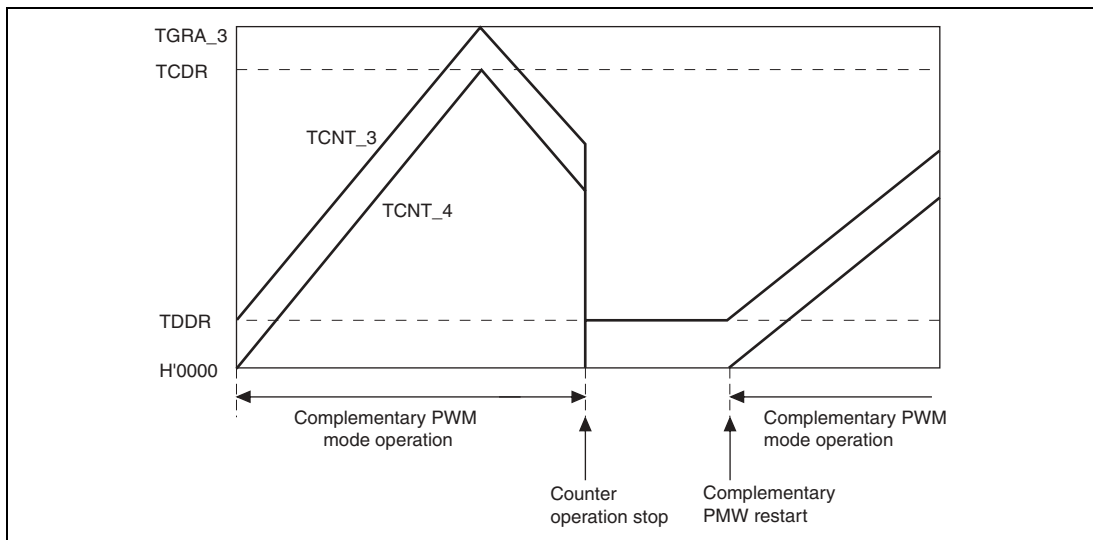 TGRA_3
TCDR
TCNT_3
TCNT_4
TDDR
H'0000
Complementary PWM
mode operation
Complementary PWM
mode operation
Counter
operation stop
Complementary
PMW restart